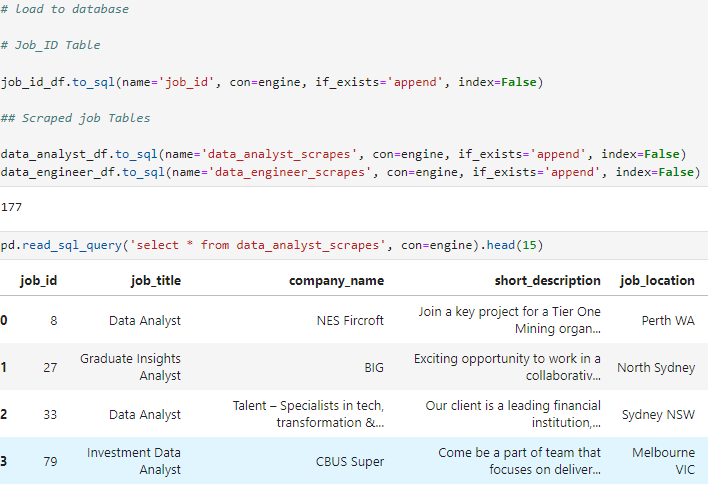 # load to database
# Job_ID Table
job_id_df.to_sql(name='job_id', con=engine, if_exists='append', index=False)
## Scraped job Tables
data_analyst_df.to_sql(name='data_analyst_scrapes', con=engine, if_exists='append', index=False)
data_engineer_df.to_sql(name='data_engineer_scrapes', con=engine, if_exists='append', index=False)
177
pd.read_sql_query('select * from data_analyst_scrapes', con=engine).head(15)
job_id job_title company_name short_description job_location
0 8 Data Analyst NES Fircroft Join a key project for a Tier One Mining organ... Perth WA
1 27 Graduate Insights Analyst BIG Exciting opportunity to work in a collaborativ... North Sydney
2 33 Data Analyst Talent – Specialists in tech, transformation &... Our client is a leading financial institution,... Sydney NSW
3 79 Investment Data Analyst CBUS Super Come be a part of team that focuses on deliver... Melbourne VIC